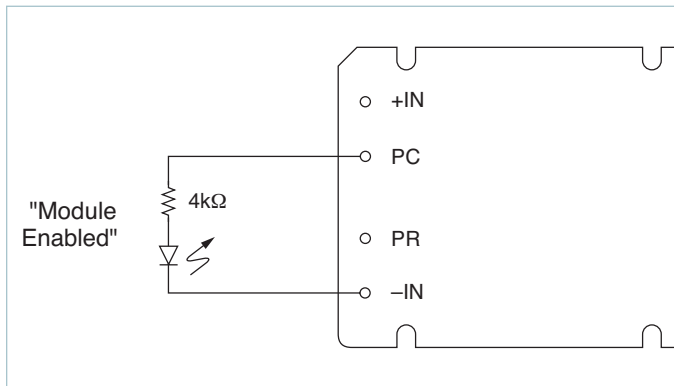 +IN
PC
"Module
Enabled"
4kΩ
PR
–IN